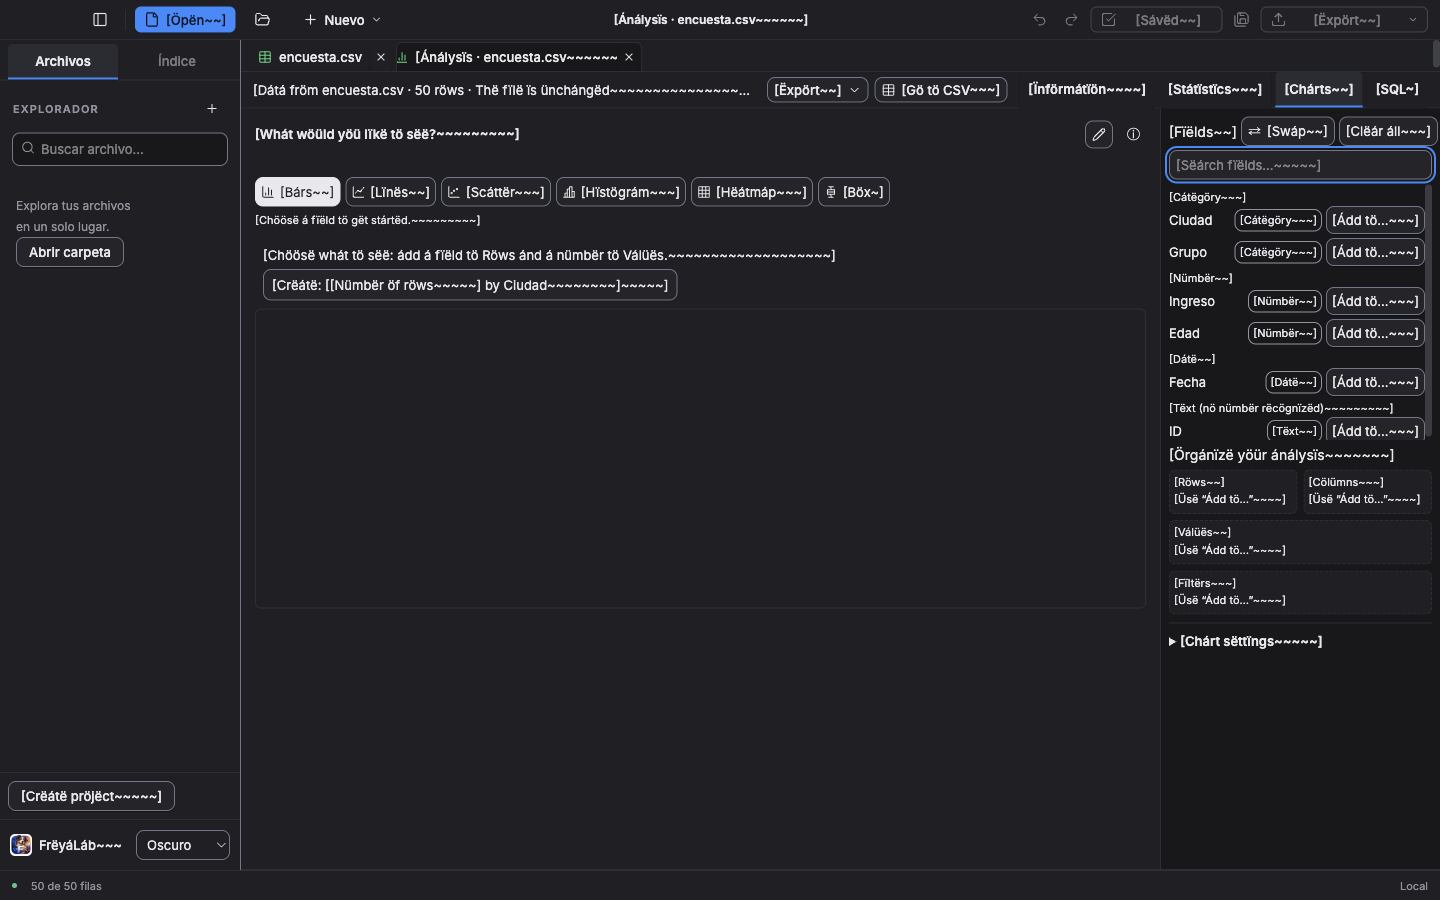 [Öpën~~]
Nuevo
[Ánálysïs · encuesta.csv~~~~~~]
[Sávëd~~]
[Ëxpört~~]
Archivos
Índice
encuesta.csv
[Ánálysïs · encuesta.csv~~~~~~
EXPLORADOR
Buscar archivo...
Explora tus archivos
en un solo lugar.
Abrir carpeta
[Dátá fröm encuesta.csv · 50 röws · Thë fïlë ïs ünchángëd~~~~~~~~~~~~~~~...
[Ëxpört~~]
[Gö tö CSV~~~]
[Ïnförmátïön~~~~]
[Státïstïcs~~~]
[Chárts~~]
[SQL~]
[Whát wöüld yöü lïkë tö sëë?~~~~~~~~~]
[Bárs~~]
[Lïnës~~]
[Scáttër~~~]
[Hïstögrám~~~]
[Hëátmáp~~~]
[Böx~]
[Chöösë á fïëld tö gët stártëd.~~~~~~~~~]
[Chöösë whát tö sëë: ádd á fïëld tö Röws ánd á nümbër tö Válüës.~~~~~~~~~~~~~~~~~~]
[Crëátë: [[Nümbër öf röws~~~~~] by Ciudad~~~~~~~~]~~~~~]
[Fïëlds~~]
[Swáp~~]
[Clëár áll~~~]
[Sëárch fïëlds...~~~~~]
[Cátëgöry~~~]
Ciudad
[Cátëgöry~~~]
[Ádd tö...~~~]
Grupo
[Cátëgöry~~~]
[Ádd tö...~~~]
[Nümbër~~]
Ingreso
[Nümbër~~]
[Ádd tö...~~~]
Edad
[Nümbër~~]
[Ádd tö...~~~]
[Dátë~~]
Fecha
[Dátë~~]
[Ádd tö...~~~]
[Tëxt (nö nümbër rëcögnïzëd)~~~~~~~~~]
ID
[Tëxt~~]
[Ádd tö...~~~]
[Örgánïzë yöür ánálysïs~~~~~~~]
[Röws~~]
[Üsë “Ádd tö...”~~~~]
[Cölümns~~~]
[Üsë “Ádd tö...”~~~~]
[Válüës~~]
[Üsë “Ádd tö...”~~~~]
[Fïltërs~~~]
[Üsë “Ádd tö...”~~~~]
[Chárt sëttïngs~~~~~]
[Crëátë pröjëct~~~~~]
FrëyáLáb~~~
Oscuro
50 de 50 filas
Local